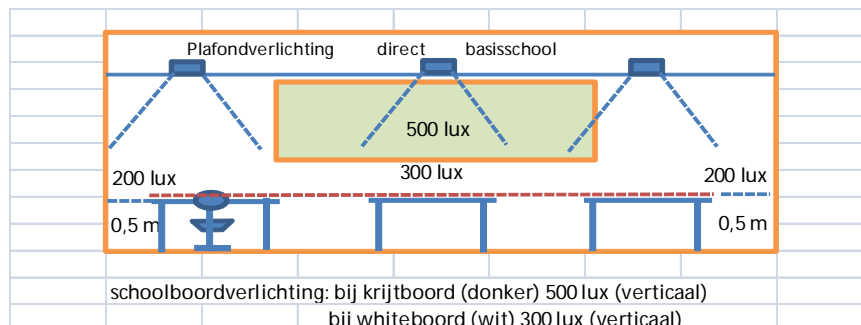 Plafondverlichting direct basisschool
500 lux
300 lux
200 lux 200 lux
0,5 m 0,5 m
schoolboordverlichting: bij krijtboord (donker) 500 lux (verticaal)
bij whiteboord (wit) 300 lux (verticaal)